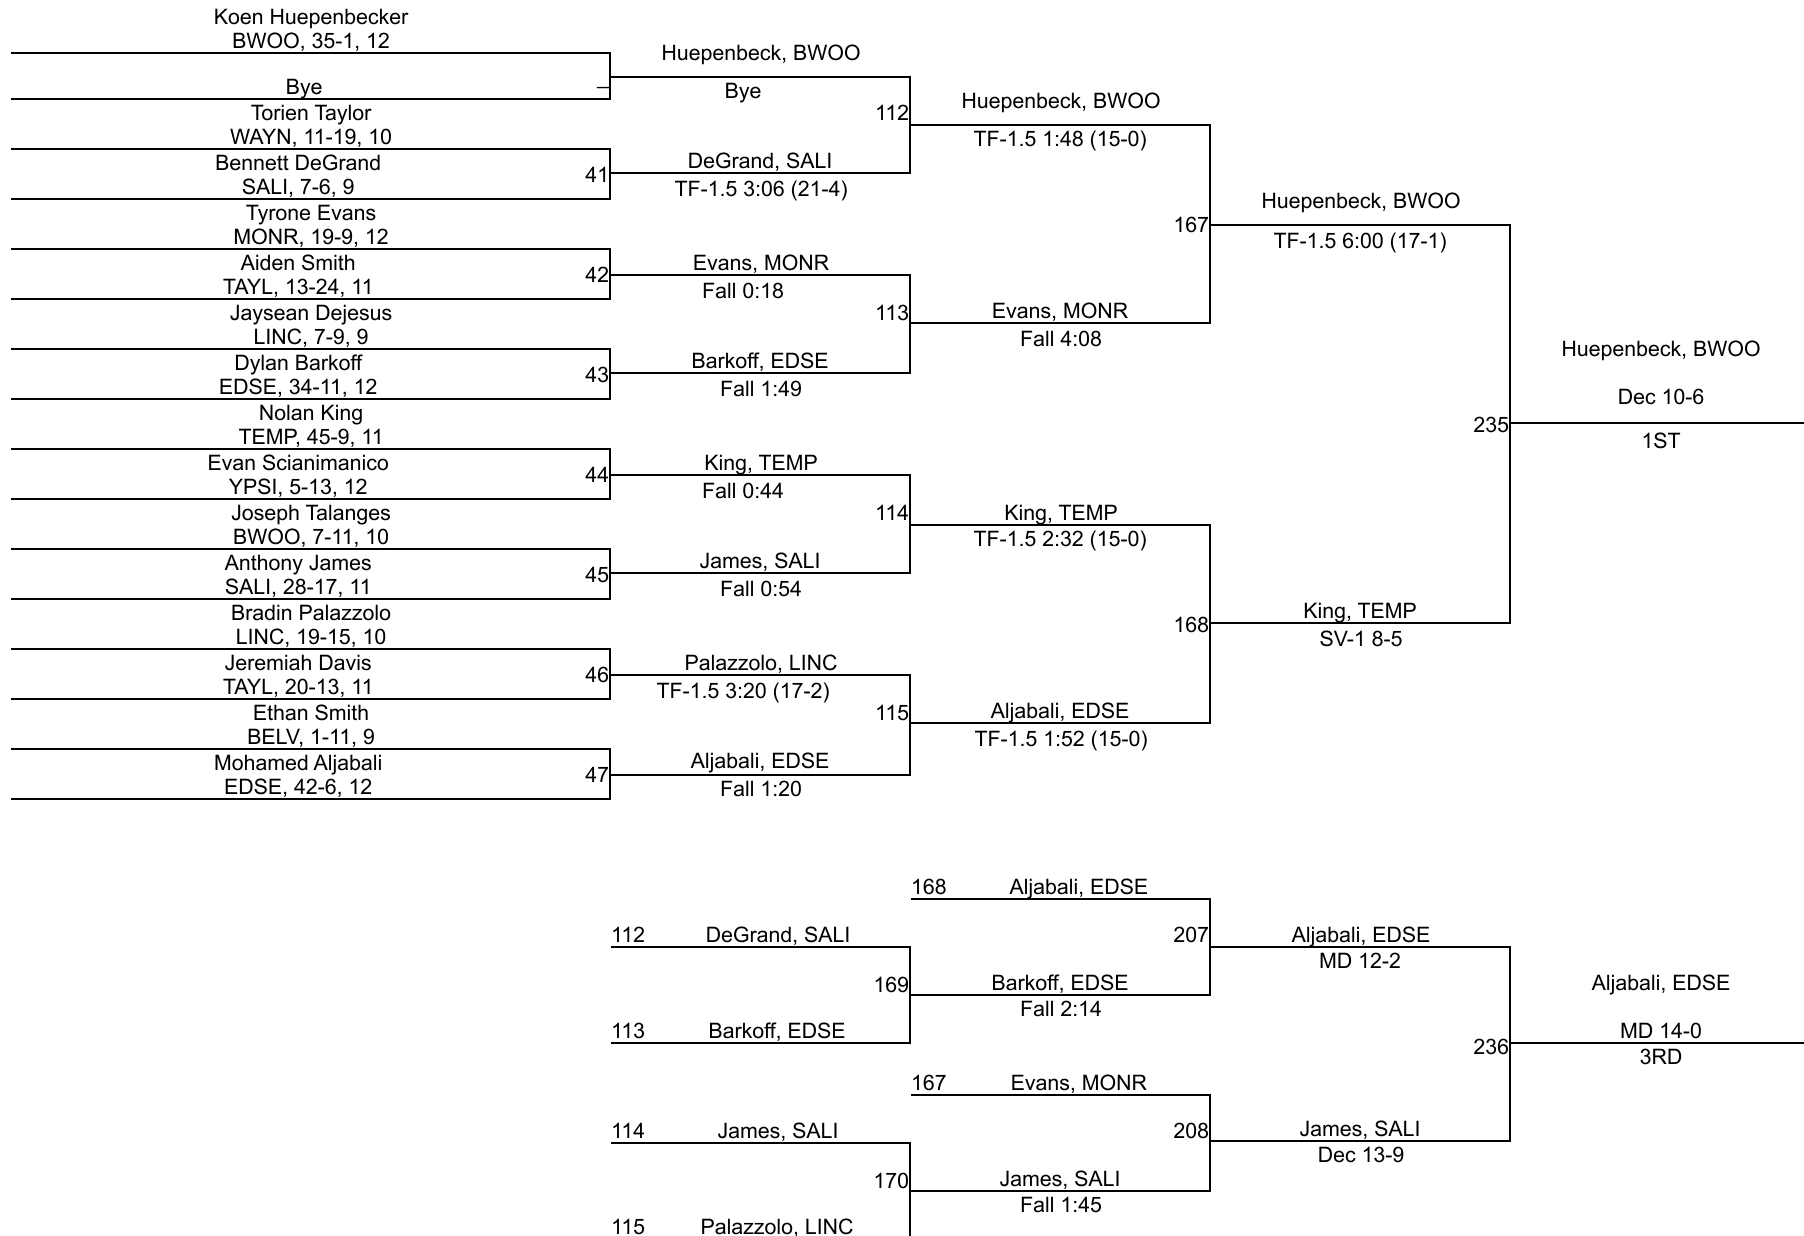 Koen Huepenbecker
BWOO, 35-1, 12
Bye
Torien Taylor
WAYN, 11-19, 10
Bennett DeGrand
SALI, 7-6, 9
Tyrone Evans
MONR, 19-9, 12
Aiden Smith
TAYL, 13-24, 11
Jaysean Dejesus
LINC, 7-9, 9
Dylan Barkoff
EDSE, 34-11, 12
Nolan King
TEMP, 45-9, 11
Evan Scianimanico
YPSI, 5-13, 12
Joseph Talanges
BWOO, 7-11, 10
Anthony James
SALI, 28-17, 11
Bradin Palazzolo
LINC, 19-15, 10
Jeremiah Davis
TAYL, 20-13, 11
Ethan Smith
BELV, 1-11, 9
Mohamed Aljabali
EDSE, 42-6, 12
–
41
42
43
44
45
46
47
Huepenbeck, BWOO
Bye
DeGrand, SALI
TF-1.5 3:06 (21-4)
Evans, MONR
Fall 0:18
Barkoff, EDSE
Fall 1:49
King, TEMP
Fall 0:44
James, SALI
Fall 0:54
Palazzolo, LINC
TF-1.5 3:20 (17-2)
Aljabali, EDSE
Fall 1:20
112
113
114
115
Huepenbeck, BWOO
TF-1.5 1:48 (15-0)
Evans, MONR
Fall 4:08
King, TEMP
TF-1.5 2:32 (15-0)
Aljabali, EDSE
TF-1.5 1:52 (15-0)
167
168
Huepenbeck, BWOO
TF-1.5 6:00 (17-1)
King, TEMP
SV-1 8-5
235
Huepenbeck, BWOO
Dec 10-6
1ST
112 DeGrand, SALI
113 Barkoff, EDSE
114 James, SALI
115 Palazzolo, LINC
169
170
168 Aljabali, EDSE
Barkoff, EDSE
Fall 2:14
167 Evans, MONR
James, SALI
Fall 1:45
207
208
Aljabali, EDSE
MD 12-2
James, SALI
Dec 13-9
236
Aljabali, EDSE
MD 14-0
3RD